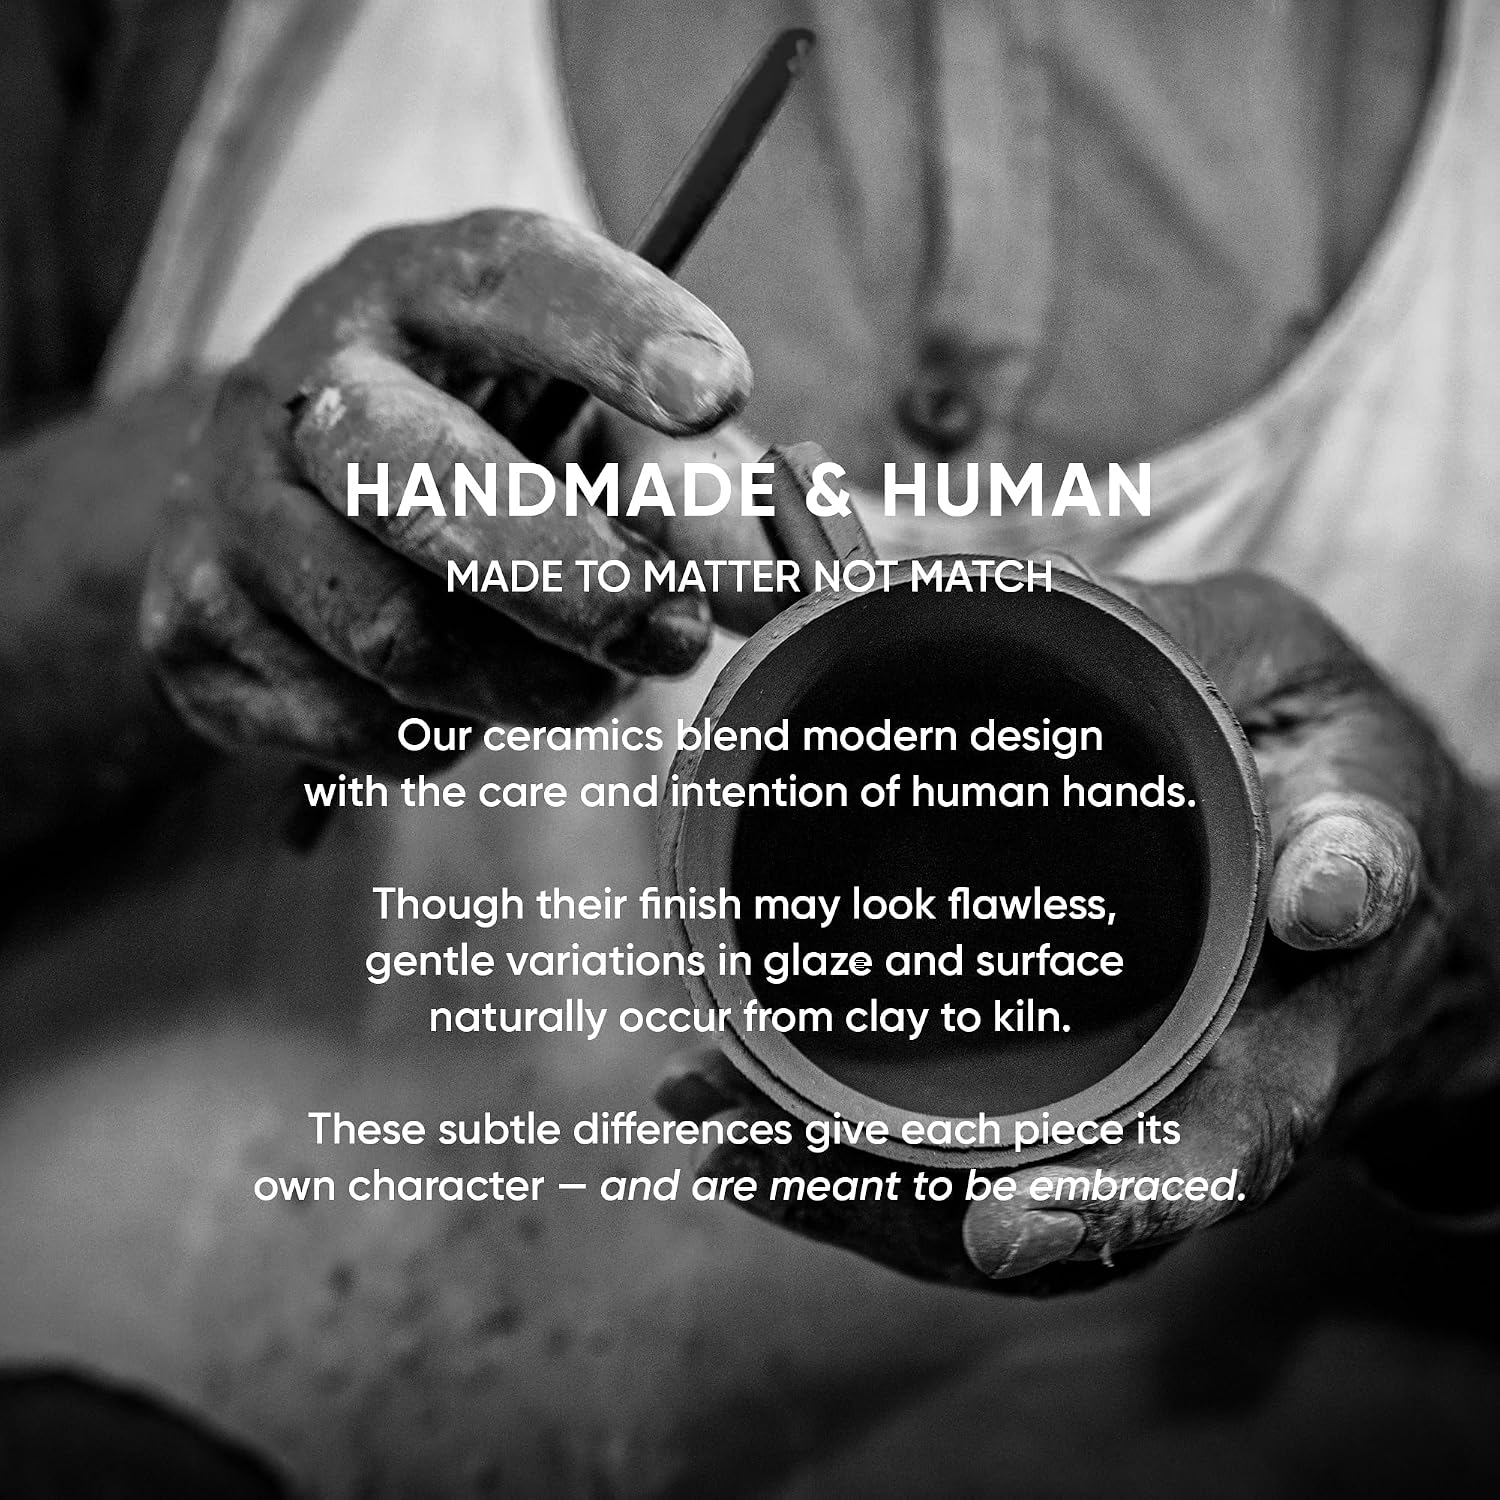 HANDMADE & HUMAN
MADE TO MATTER NOT MATCH
Our ceramics blend modern design
with the care and intention of human hands.
Though their finish may look flawless,
gentle variations in glaze and surface
naturally occur from clay to kiln.
These subtle differences give each piece its
own character – and are meant to be embraced.